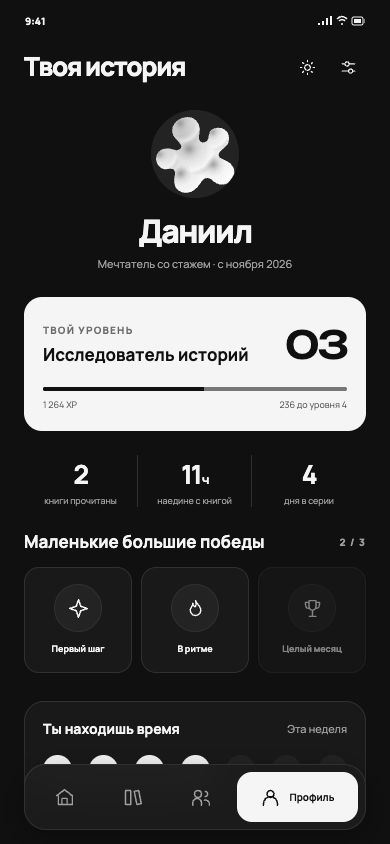 9:41
Твоя история
Даниил
Мечтатель со стажем · с ноября 2026
ТВОЙ УРОВЕНЬ
Исследователь историй
03
1 264 XP
236 до уровня 4
2
книги прочитаны
11ч
наедине с книгой
4
дня в серии
Маленькие большие победы
2 / 3
Первый шаг
В ритме
Целый месяц
Ты находишь время
Эта неделя
Профиль